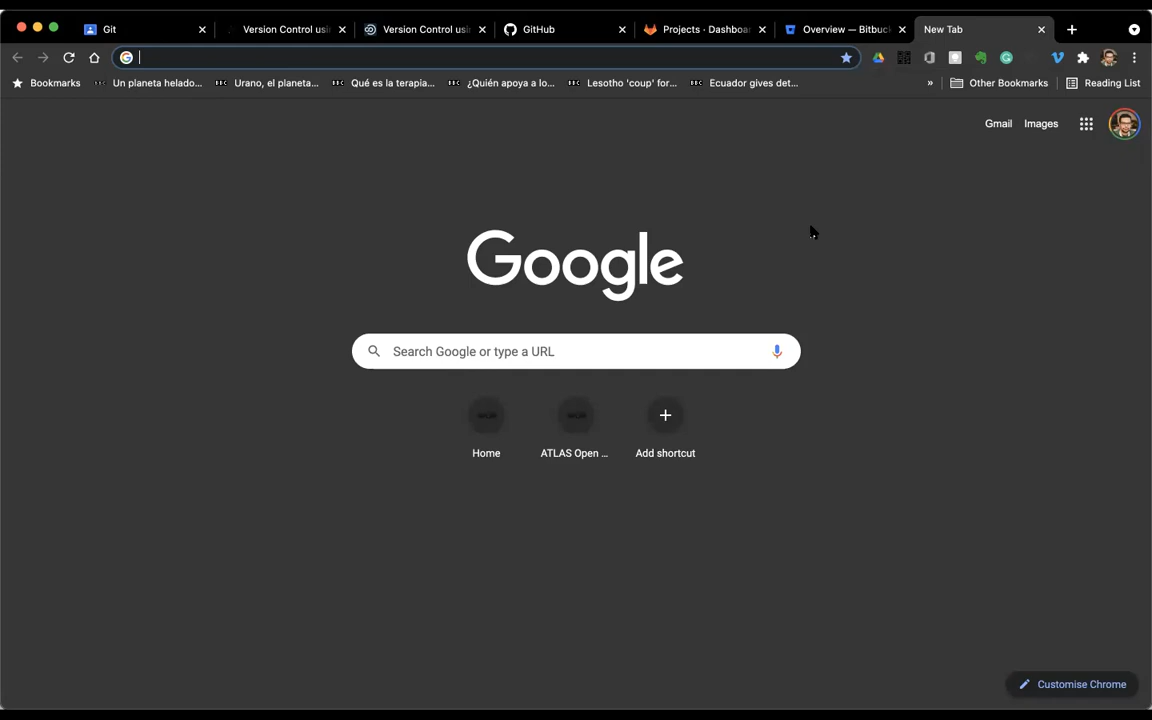 Git
Version Control usi
Version Control usin
GitHub
Projects · Dashboar
Overview — Bitbuck
New Tab
Bookmarks
Un planeta helado...
Urano, el planeta...
Qué es la terapia...
¿Quién apoya a lo...
Lesotho 'coup' for...
Ecuador gives det...
»
Other Bookmarks
Reading List
Gmail
Images
Google
Search Google or type a URL
Home
ATLAS Open ...
Add shortcut
Customise Chrome